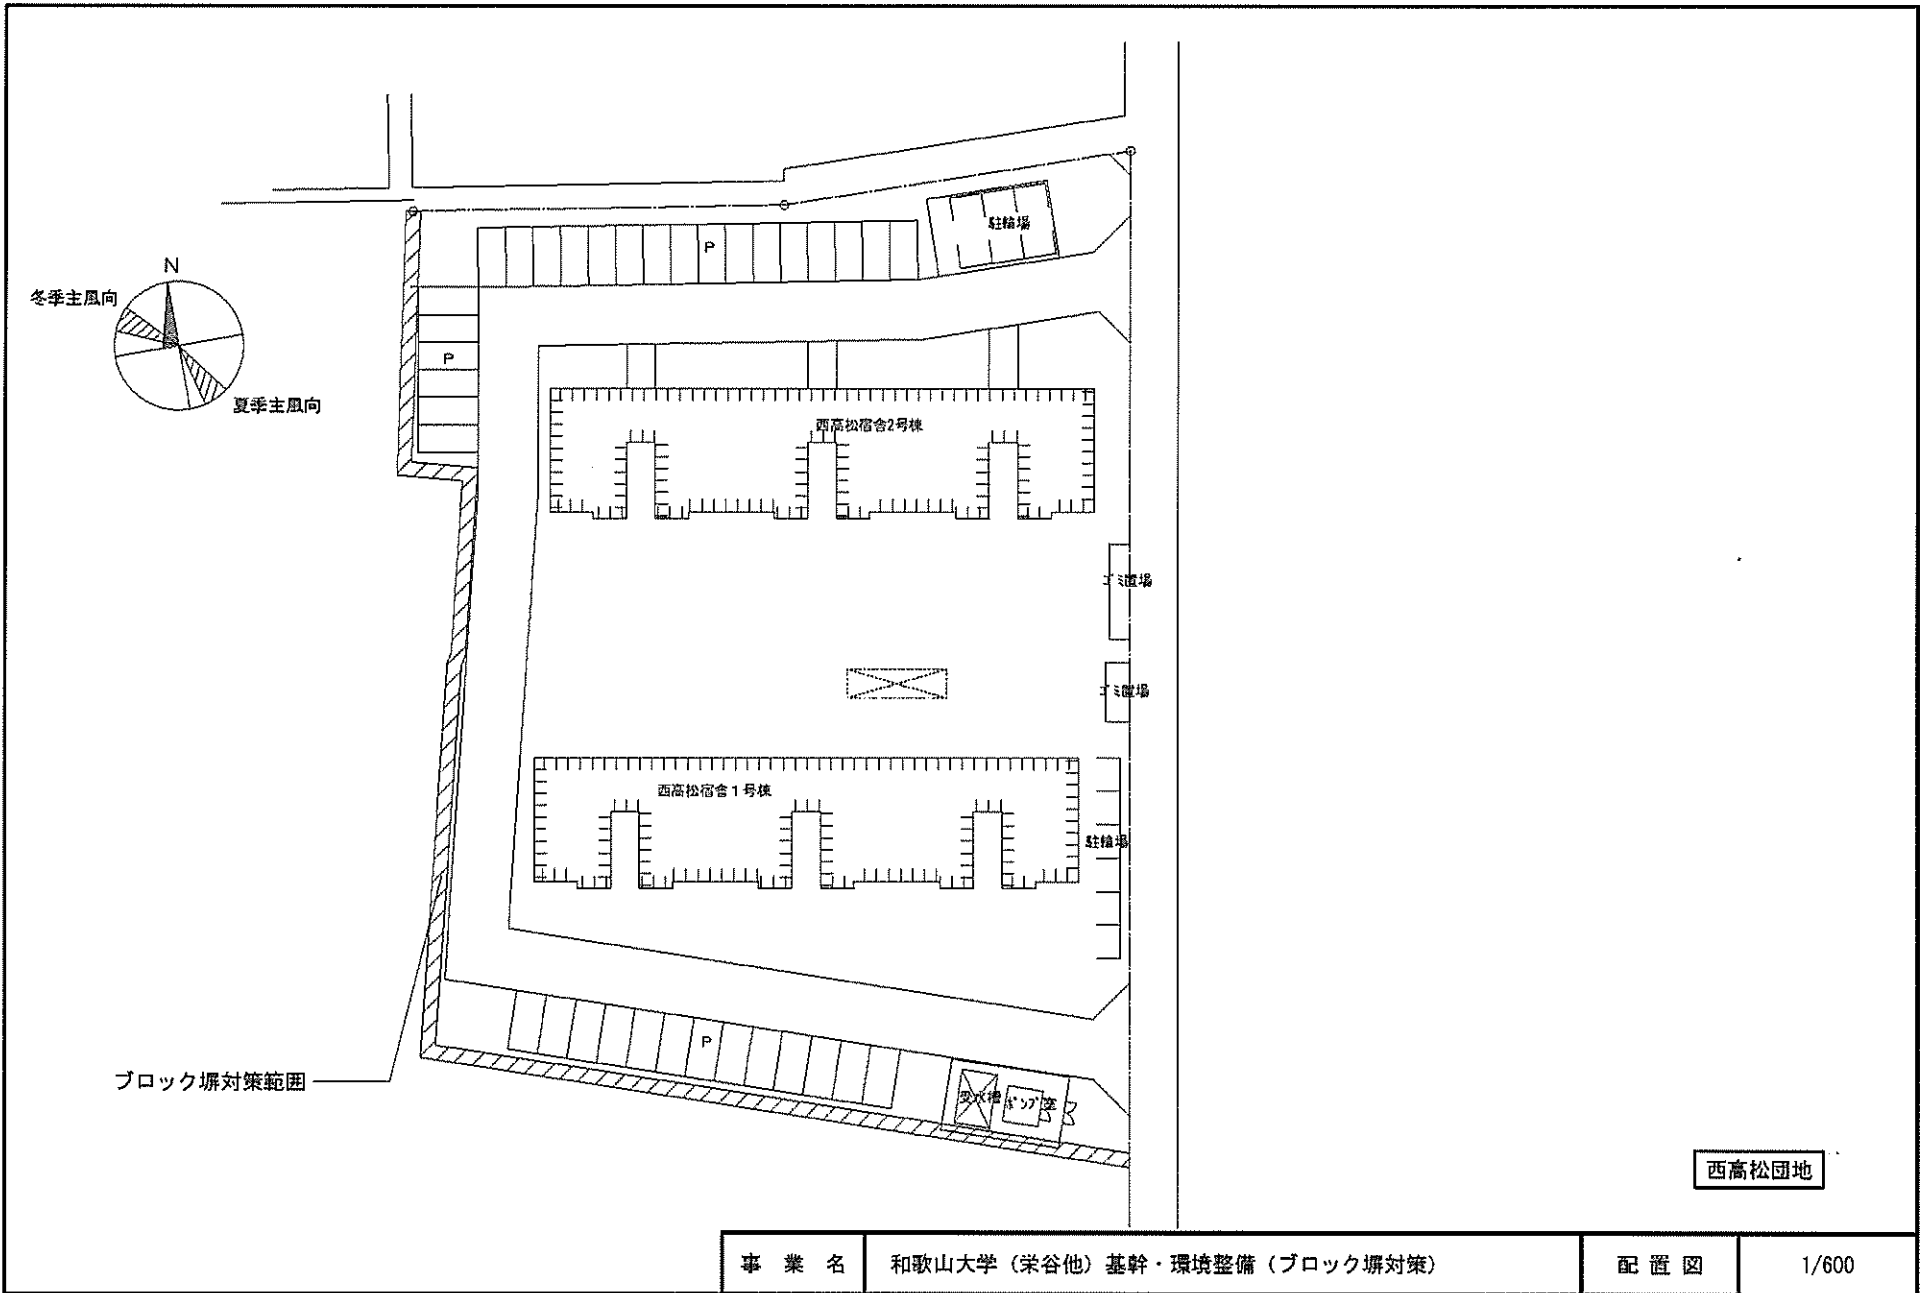 駐輪場
P
N
冬季主風向
P
夏季主風向
西高松宿舎2号棟
ゴミ置場
ゴミ置場
西高松宿舎1号棟
駐輪場
P
ブロック塀対策範囲
受水槽
ポンプ室
西高松団地
事業名
和歌山大学（栄谷他）基幹・環境整備（ブロック塀対策）
配置図
1/600